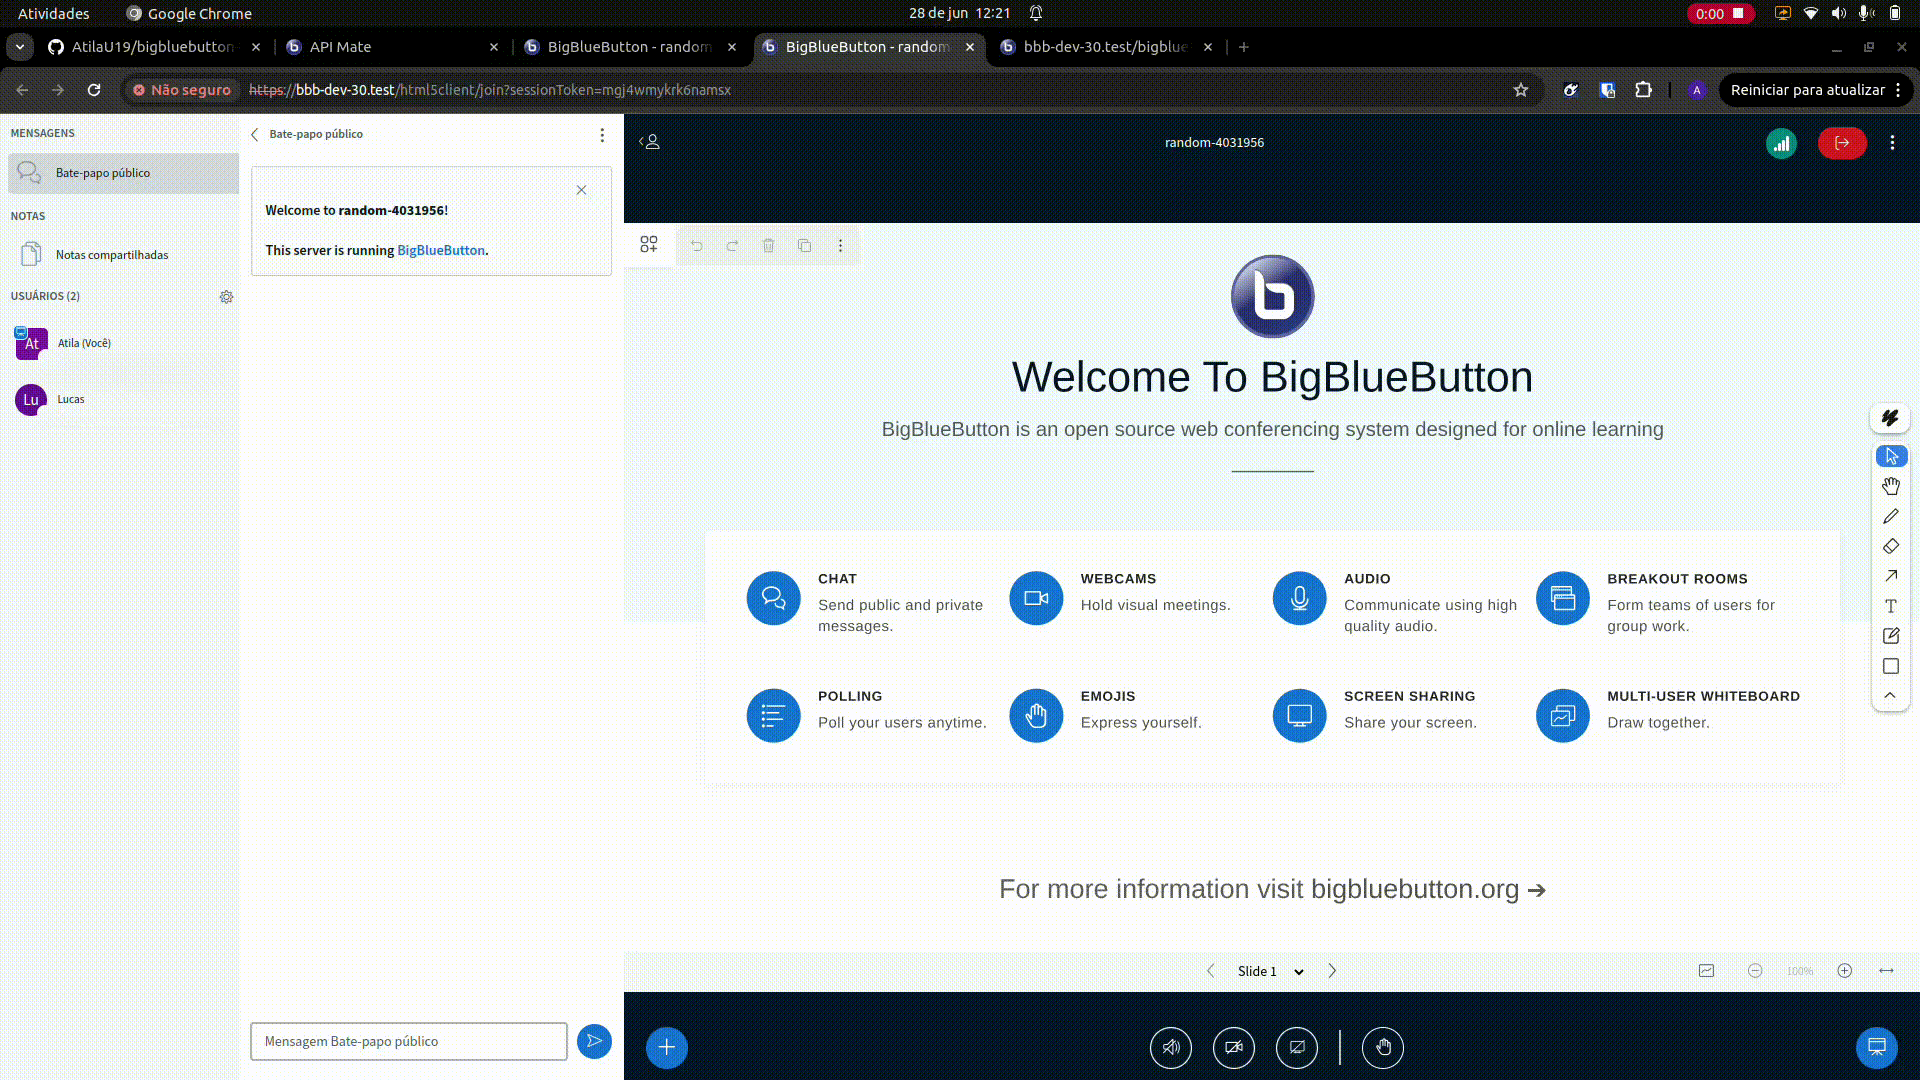 Atividades
Google Chrome
28 de jun 12:21
0:00
AtilaU19/bigbluebutton
API Mate
BigBlueButton - random
BigBlueButton - random
bbb-dev-30.test/bigblue
Não seguro
https://bbb-dev-30.test/html5client/join?sessionToken=mgj4wmykrk6namsx
A
Reiniciar para atualizar
MENSAGENS
Bate-papo público
NOTAS
Notas compartilhadas
USUÁRIOS (2)
At
Atila (Você)
Lu
Lucas
Bate-papo público
Welcome to random-4031956!
This server is running BigBlueButton.
Mensagem Bate-papo público
random-4031956
b
Welcome To BigBlueButton
BigBlueButton is an open source web conferencing system designed for online learning
CHAT
Send public and private
messages.
WEBCAMS
Hold visual meetings.
AUDIO
Communicate using high
quality audio.
BREAKOUT ROOMS
Form teams of users for
group work.
POLLING
Poll your users anytime.
EMOJIS
Express yourself.
SCREEN SHARING
Share your screen.
MULTI-USER WHITEBOARD
Draw together.
For more information visit bigbluebutton.org ➔
Slide 1
100%